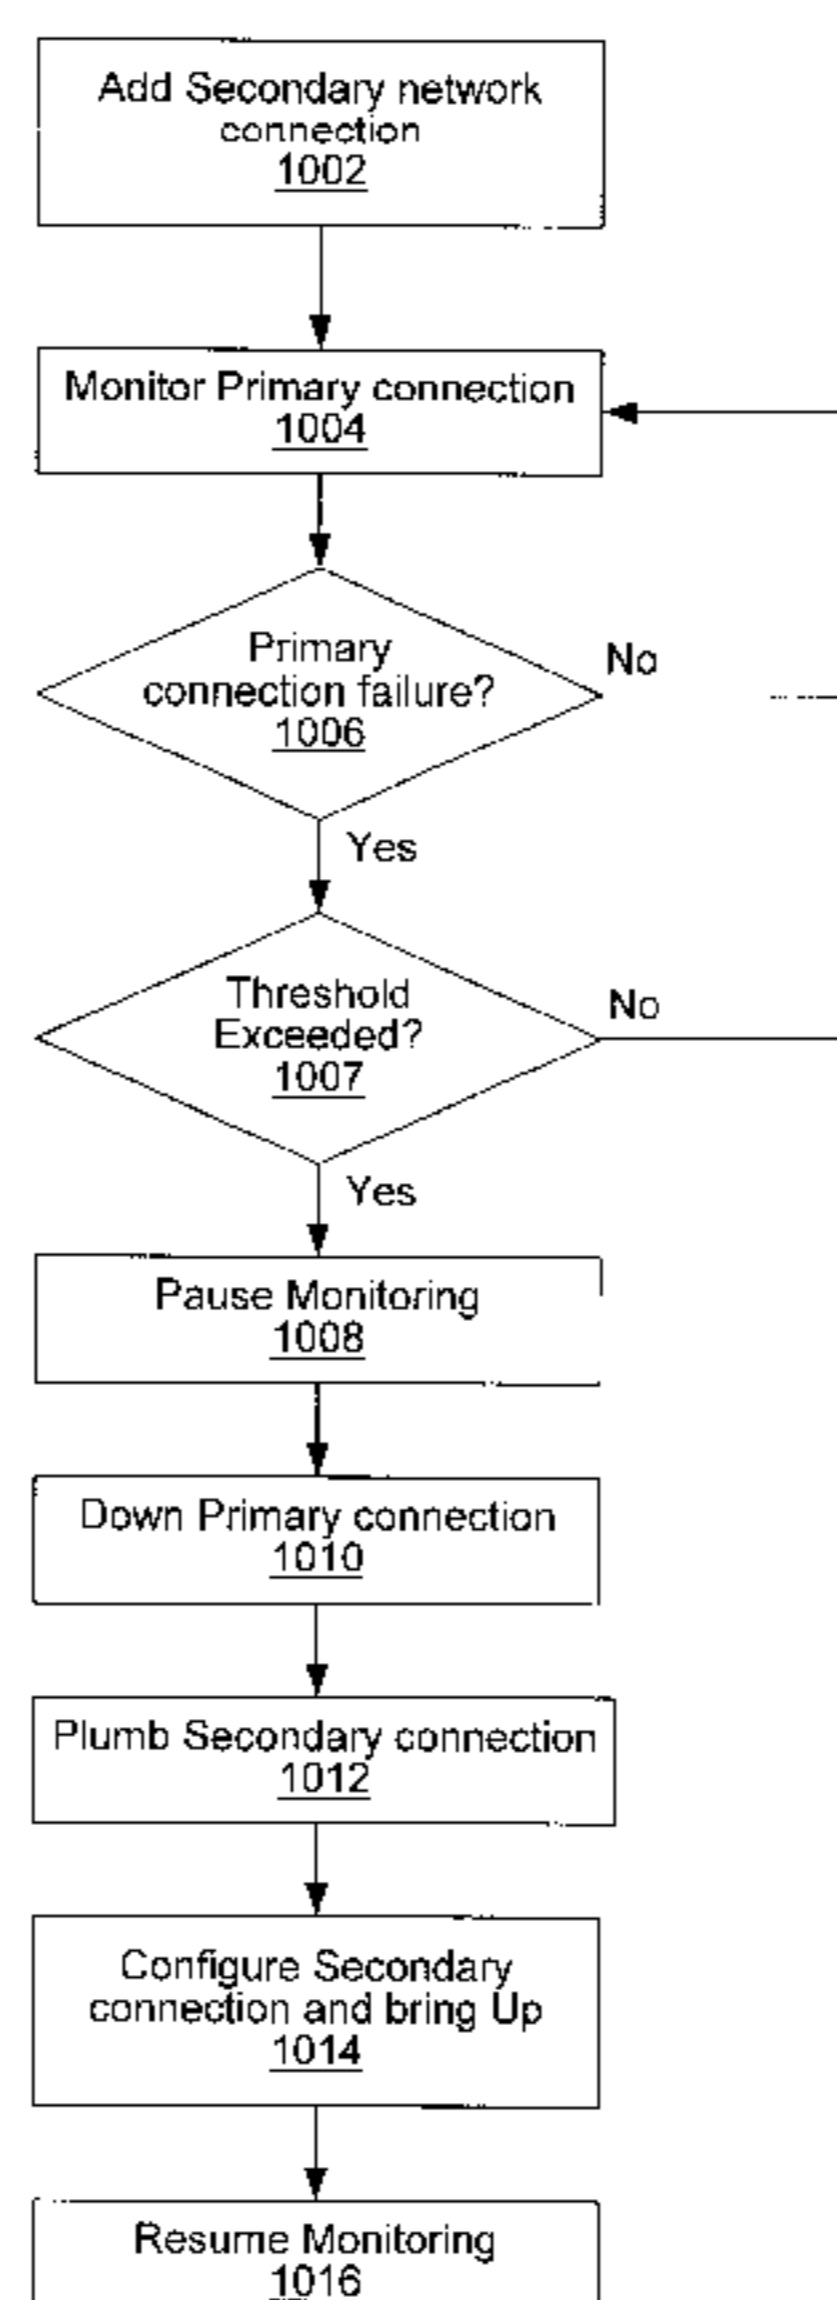 Add Secondary network
connection
1002
Monitor Primary connection
1004
Primary
connection failure?
1006
No
Yes
Threshold
Exceeded?
1007
No
Yes
Pause Monitoring
1008
Down Primary connection
1010
Plumb Secondary connection
1012
Configure Secondary
connection and bring Up
1014
Resume Monitoring
1016